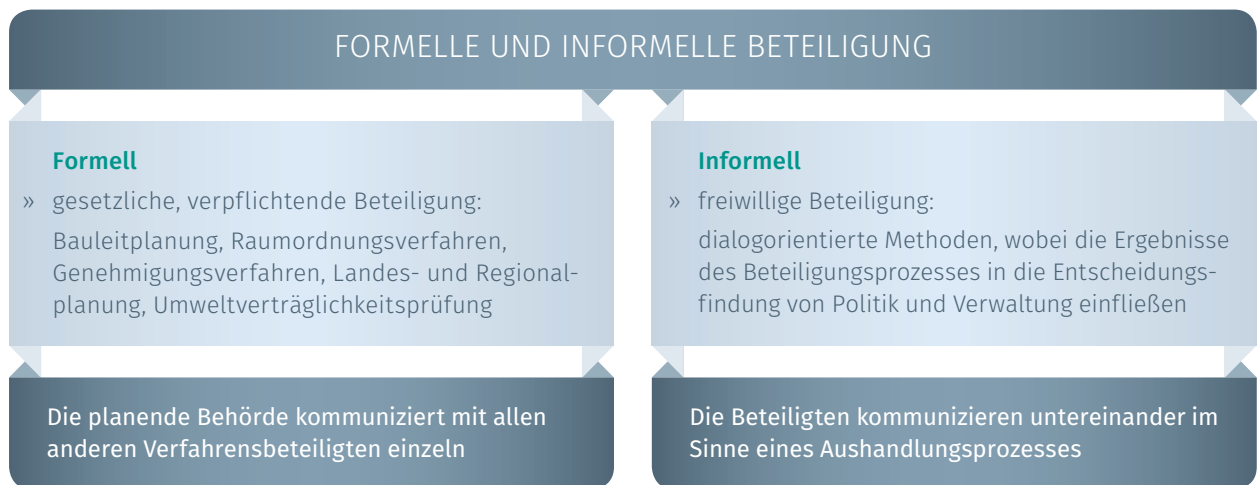 FORMELLE UND INFORMELLE BETEILIGUNG
Formell
» gesetzliche, verpflichtende Beteiligung:
Bauleitplanung, Raumordnungsverfahren,
Genehmigungsverfahren, Landes- und Regional-
planung, Umweltverträglichkeitsprüfung
Die planende Behörde kommuniziert mit allen
anderen Verfahrensbeteiligten einzeln
Informell
» freiwillige Beteiligung:
dialogorientierte Methoden, wobei die Ergebnisse
des Beteiligungsprozesses in die Entscheidungs-
findung von Politik und Verwaltung einfließen
Die Beteiligten kommunizieren untereinander im
Sinne eines Aushandlungsprozesses